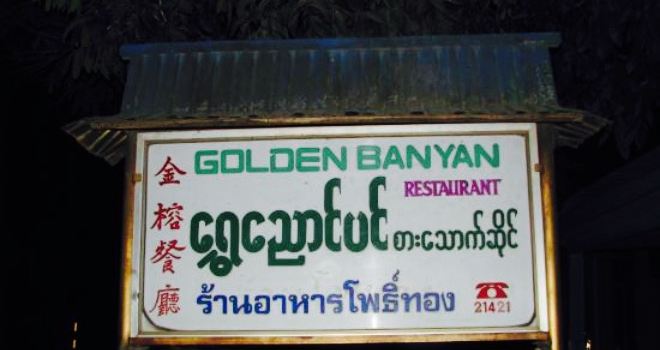 金榕餐廳
GOLDEN BANYAN
RESTAURANT
ရွှေညောင်ပင် စားသောက်ဆိုင်
ร้านอาหารโพธิ์ทอง
☎ 21421